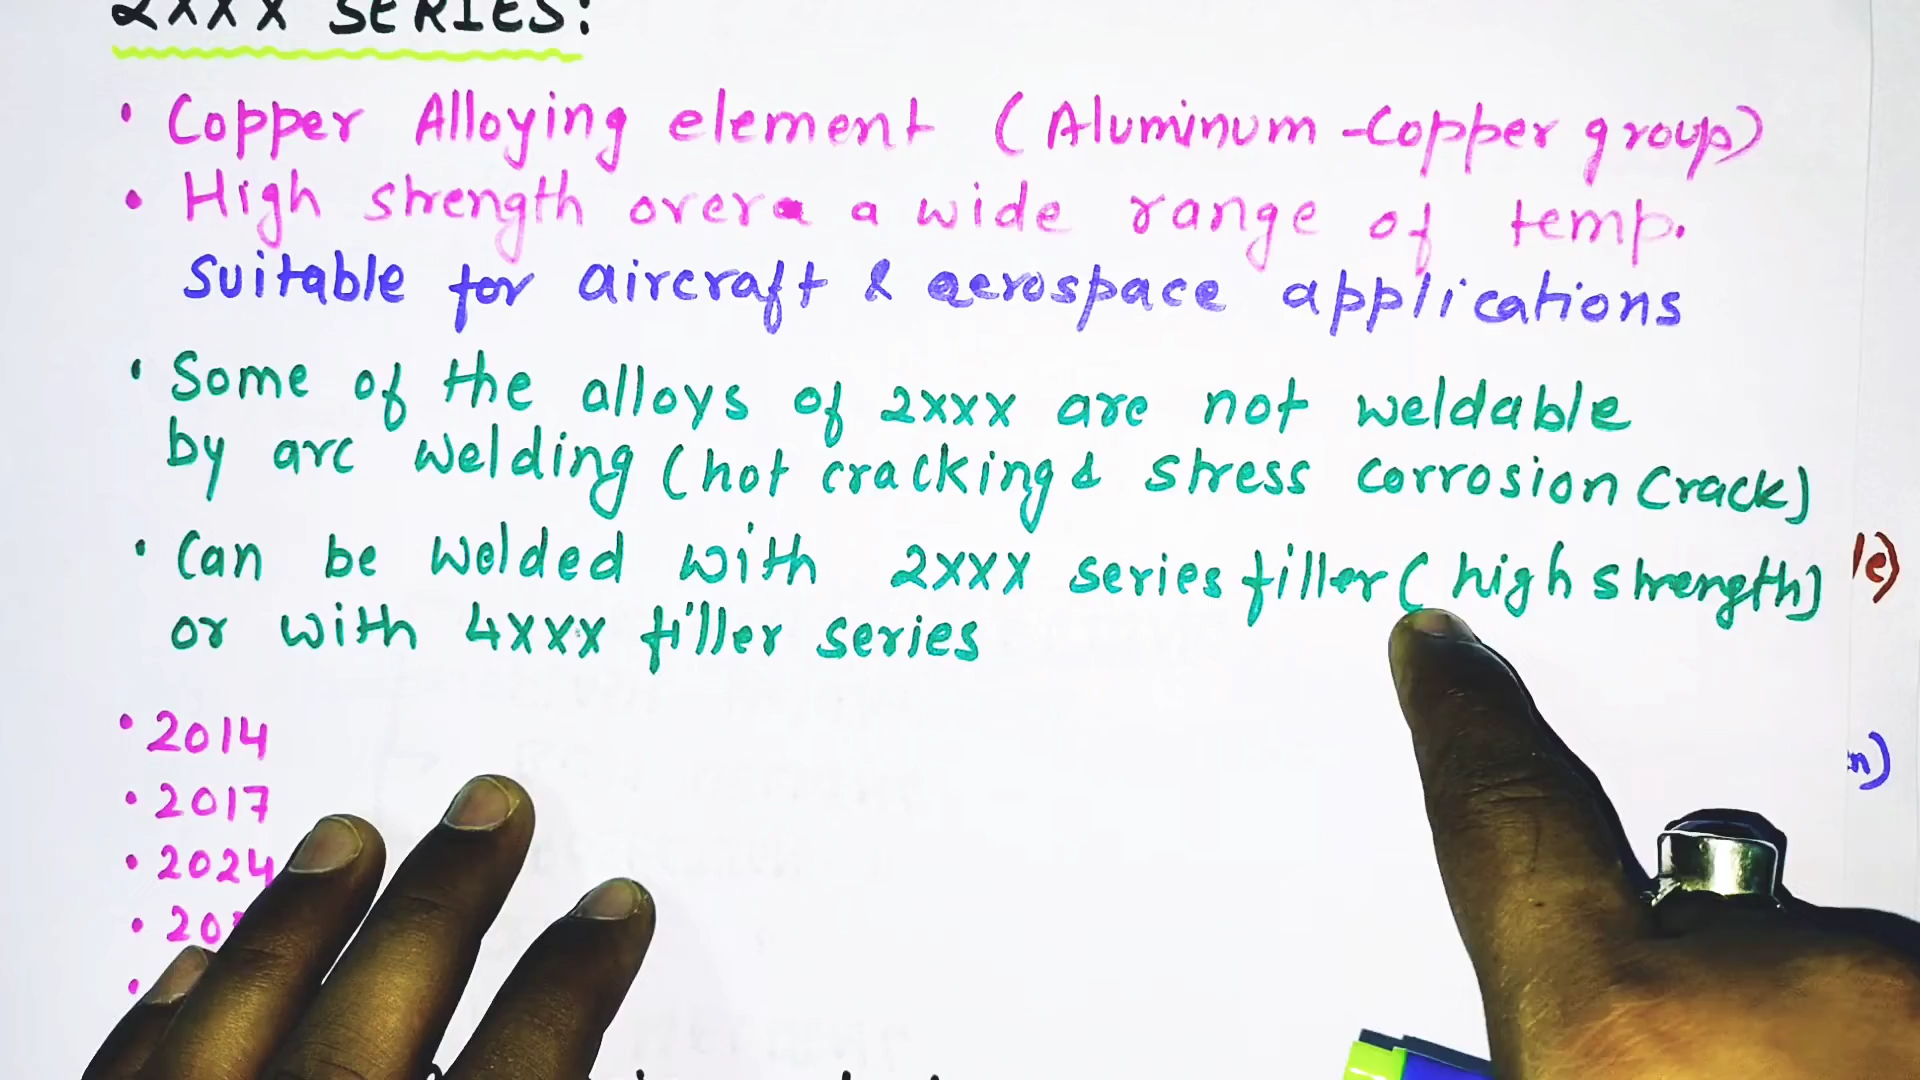 2XXX SERIES:
• Copper Alloying element (Aluminum-Copper group)
• High strength over a wide range of temp.
suitable for aircraft & aerospace applications
• Some of the alloys of 2xxx are not weldable
by arc welding (hot cracking & stress corrosion crack)
• Can be welded with 2XXX series filler (high strength)
or with 4XXX filler series
• 2014
• 2017
• 2024